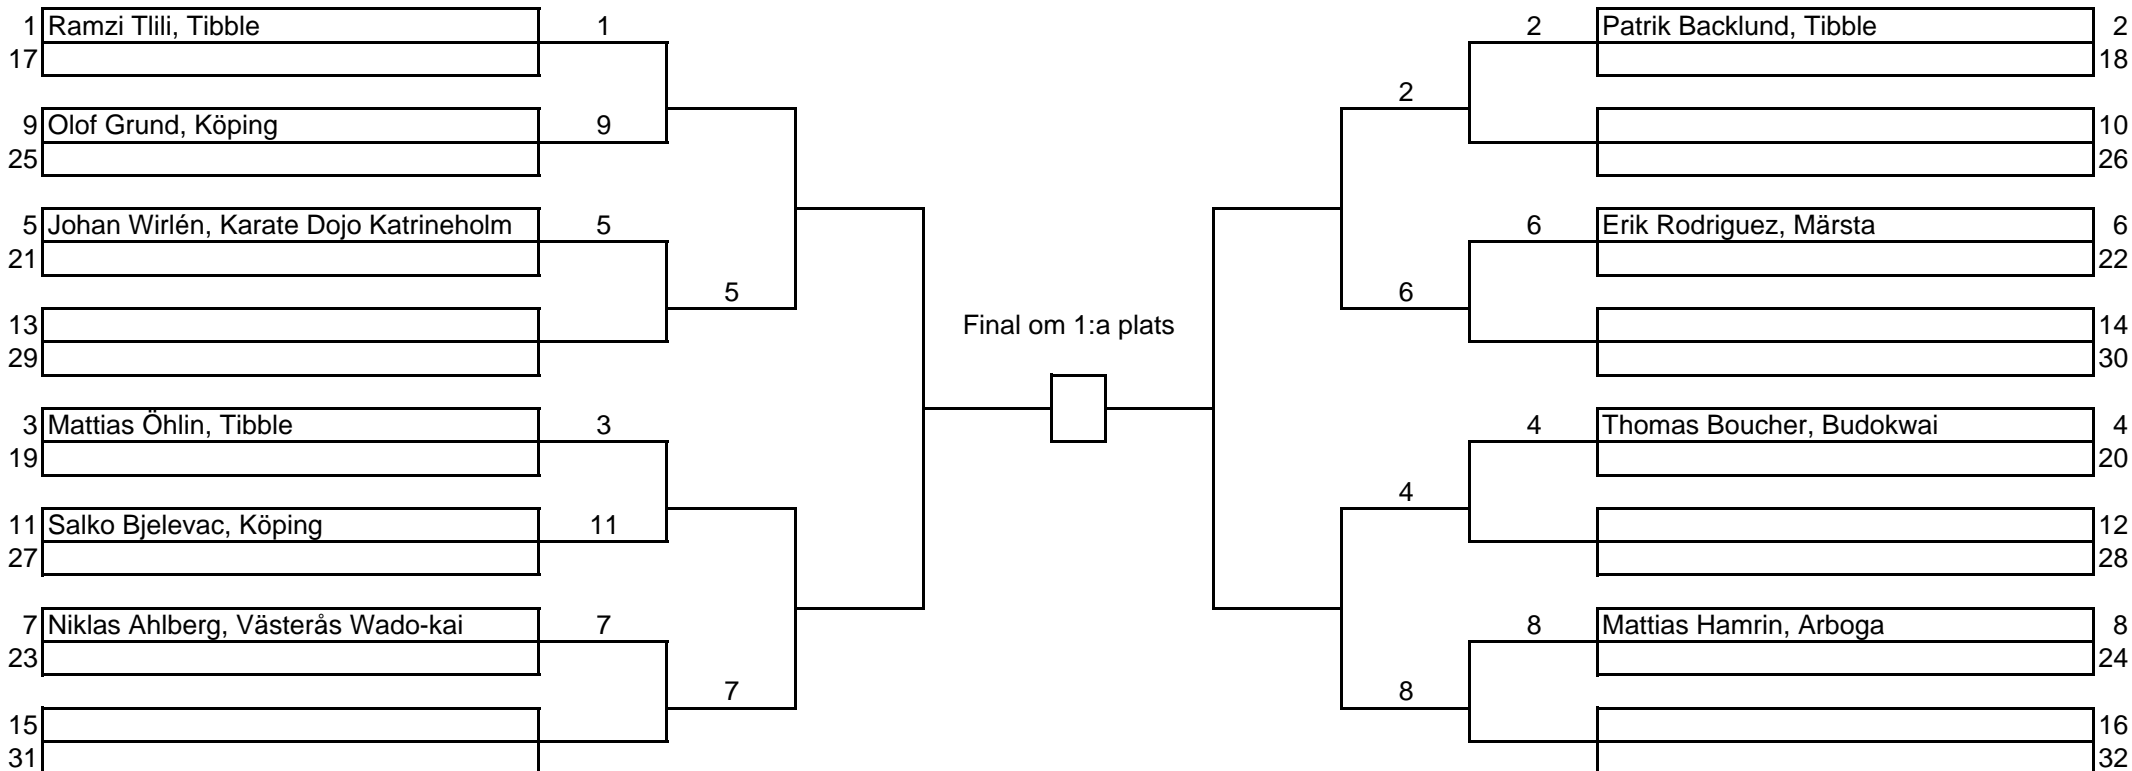 1 Ramzi Tlili, Tibble 1 2 Patrik Backlund, Tibble 2
17 18
2
9 Olof Grund, Köping 9 10
25 26
5 Johan Wirlén, Karate Dojo Katrineholm 5 6 Erik Rodriguez, Märsta 6
21 22
5 6
13 Final om 1:a plats 14
29 30
3 Mattias Öhlin, Tibble 3 4 Thomas Boucher, Budokwai 4
19 20
4
11 Salko Bjelevac, Köping 11 12
27 28
7 Niklas Ahlberg, Västerås Wado-kai 7 8 Mattias Hamrin, Arboga 8
23 24
7 8
15 16
31 32